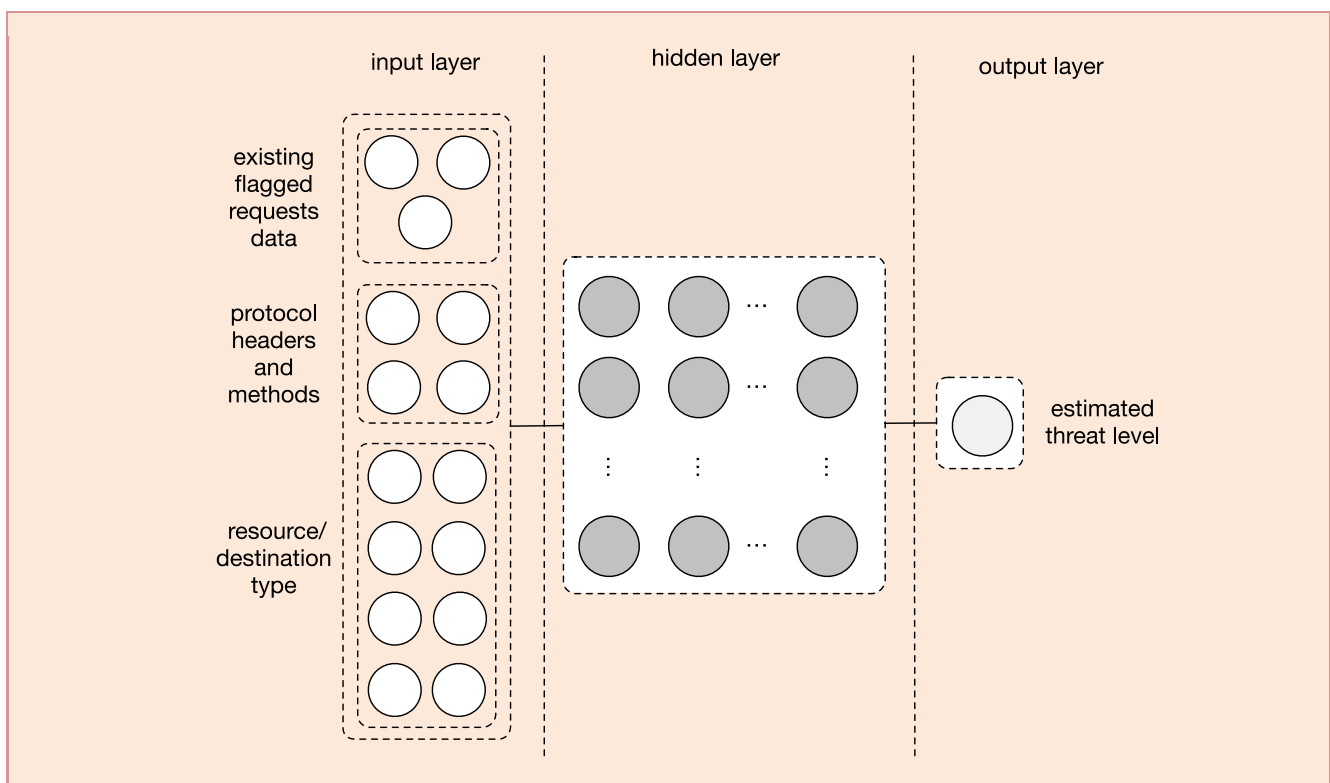 input layer
hidden layer
output layer
existing
flagged
requests
data
protocol
headers
and
methods
resource/
destination
type
estimated
threat level